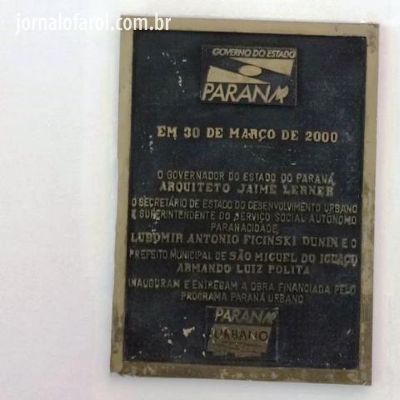 jornalofarol.com.br
GOVERNO DO ESTADO
PARANÁ
EM 30 DE MARÇO DE 2000
O GOVERNADOR DO ESTADO DO PARANÁ
ARQUITETO JAIME LERNER
O SECRETÁRIO DE ESTADO DO DESENVOLVIMENTO URBANO
E SUPERINTENDENTE DO SERVIÇO SOCIAL AUTÔNOMO
PARANACIDADE
LUBOMIR ANTONIO FICINSKI DUNIN E O
PREFEITO MUNICIPAL DE SÃO MIGUEL DO IGUAÇU
ARMANDO LUIZ POLITA
INAUGURAM E ENTREGAM A OBRA FINANCIADA PELO
PROGRAMA PARANÁ URBANO
PARANÁ
URBANO